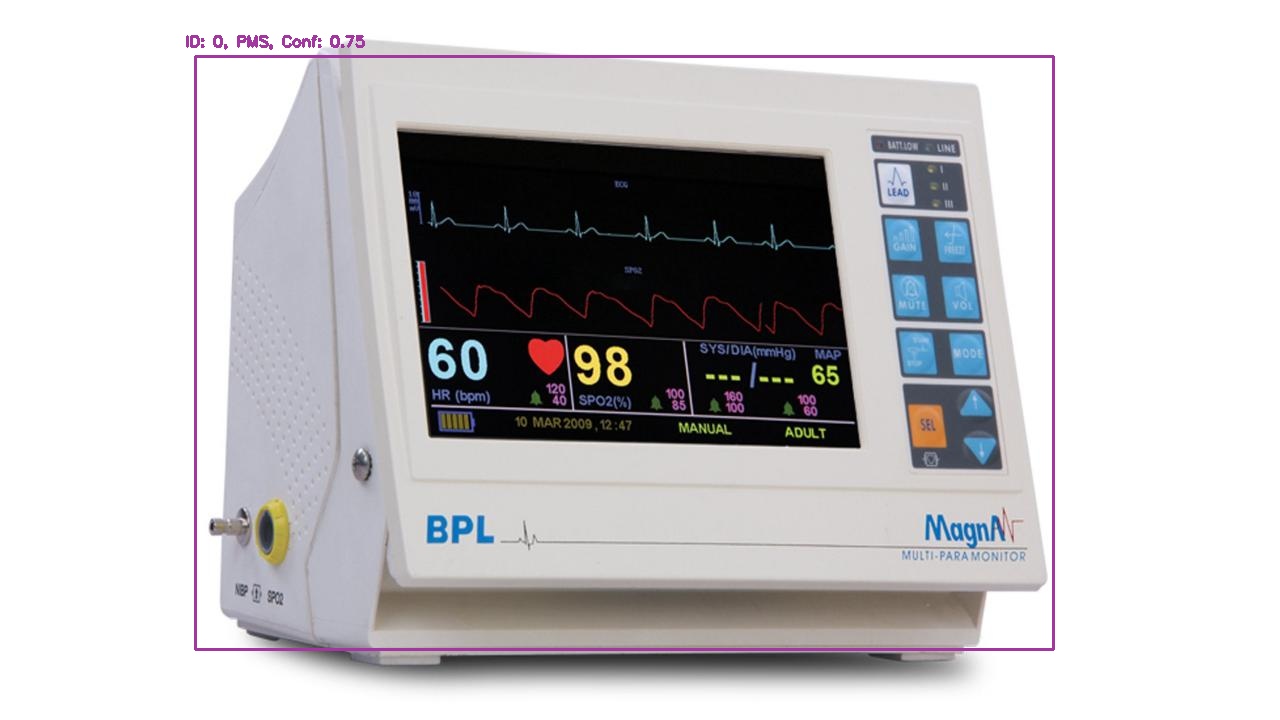 ID: 0, PMS, Conf: 0.75
BATT.LOW LINE
LEAD
I
II
III
ECG
GAIN
FREEZE
SPO2
MUTE
VOL
START
STOP
MODE
60
HR (bpm)
120
40
98
SPO2(%)
100
85
SYS/DIA(mmHg) MAP
---/--- 65
160
100
100
60
10 MAR 2009, 12:47
MANUAL
ADULT
SEL
BPL
MagnA
MULTI-PARA MONITOR
NIBP
SPO2